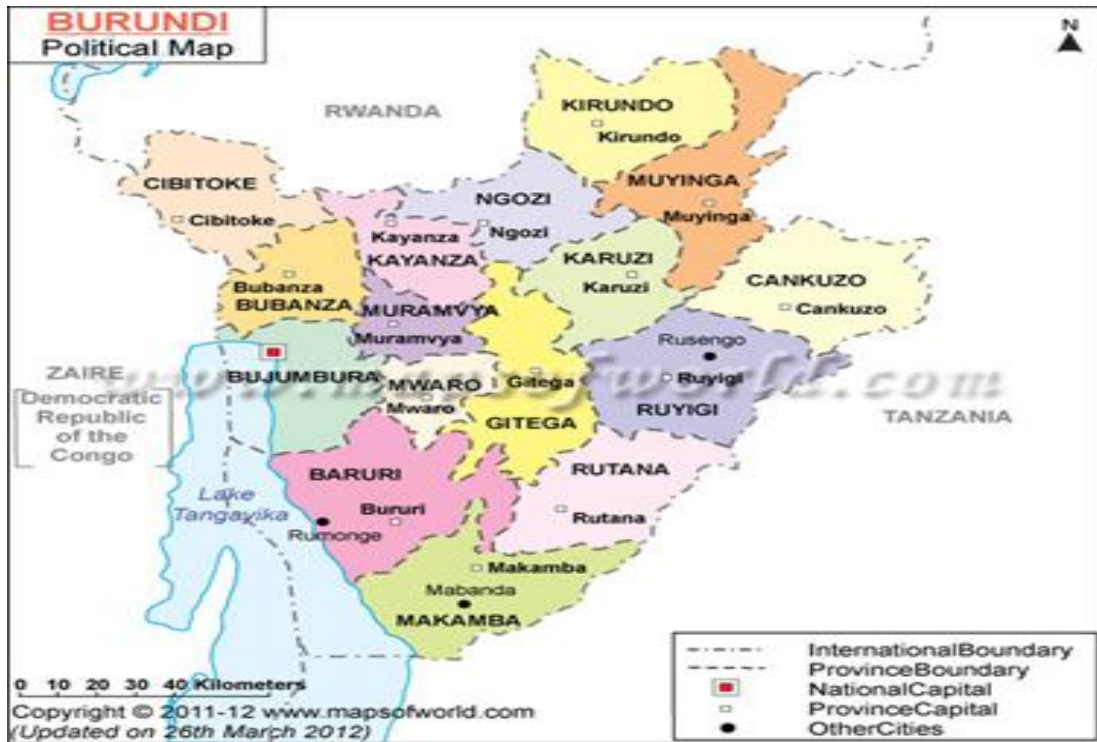 BURUNDI
Political Map
N
RWANDA
KIRUNDO
Kirundo
CIBITOKE
Cibitoke
MUYINGA
Muyinga
NGOZI
Ngozi
Kayanza
KAYANZA
KARUZI
Karuzi
CANKUZO
Cankuzo
Bubanza
BUBANZA
MURAMVYA
Muramvya
Rusengo
Ruyigi
RUYIGI
ZAIRE
Democratic
Republic
of the
Congo
BUJUMBURA
MWARO
Mwaro
Gitega
GITEGA
www.mapsofworld.com
TANZANIA
BARURI
Bururi
Rumonge
RUTANA
Rutana
Lake
Tangayika
Makamba
Mabanda
MAKAMBA
InternationalBoundary
ProvinceBoundary
NationalCapital
ProvinceCapital
OtherCities
0 10 20 30 40 Kilometers
Copyright © 2011-12 www.mapsofworld.com
(Updated on 26th March 2012)